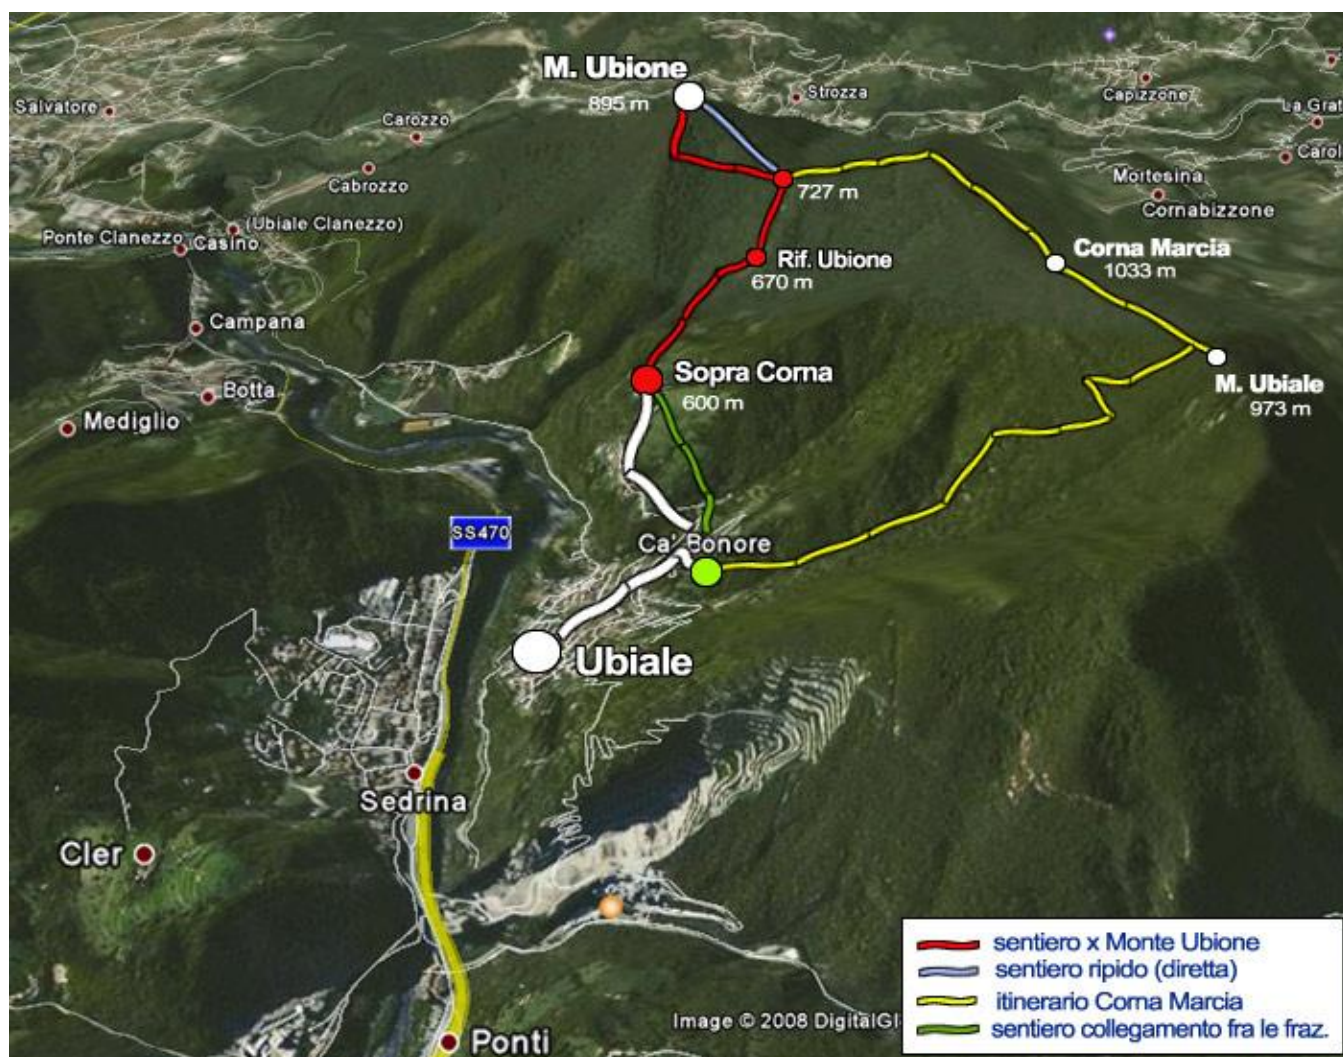 M. Ubione
895 m
Strozza
Capizzone
Salvatore
Carozzo
Cabrozzo
Mortesina
Cornabizzone
727 m
(Ubiale Clanezzo)
Ponte Clanezzo
Casino
Rif. Ubione
670 m
Corna Marcia
1033 m
Campana
Sopra Corna
600 m
M. Ubiale
973 m
Botta
Mediglio
SS470
Ca' Bonore
Ubiale
Sedrina
Cler
Ponti
Image © 2008 DigitalGl
sentiero x Monte Ubione
sentiero ripido (diretta)
itinerario Corna Marcia
sentiero collegamento fra le fraz.
La Grat
Carol